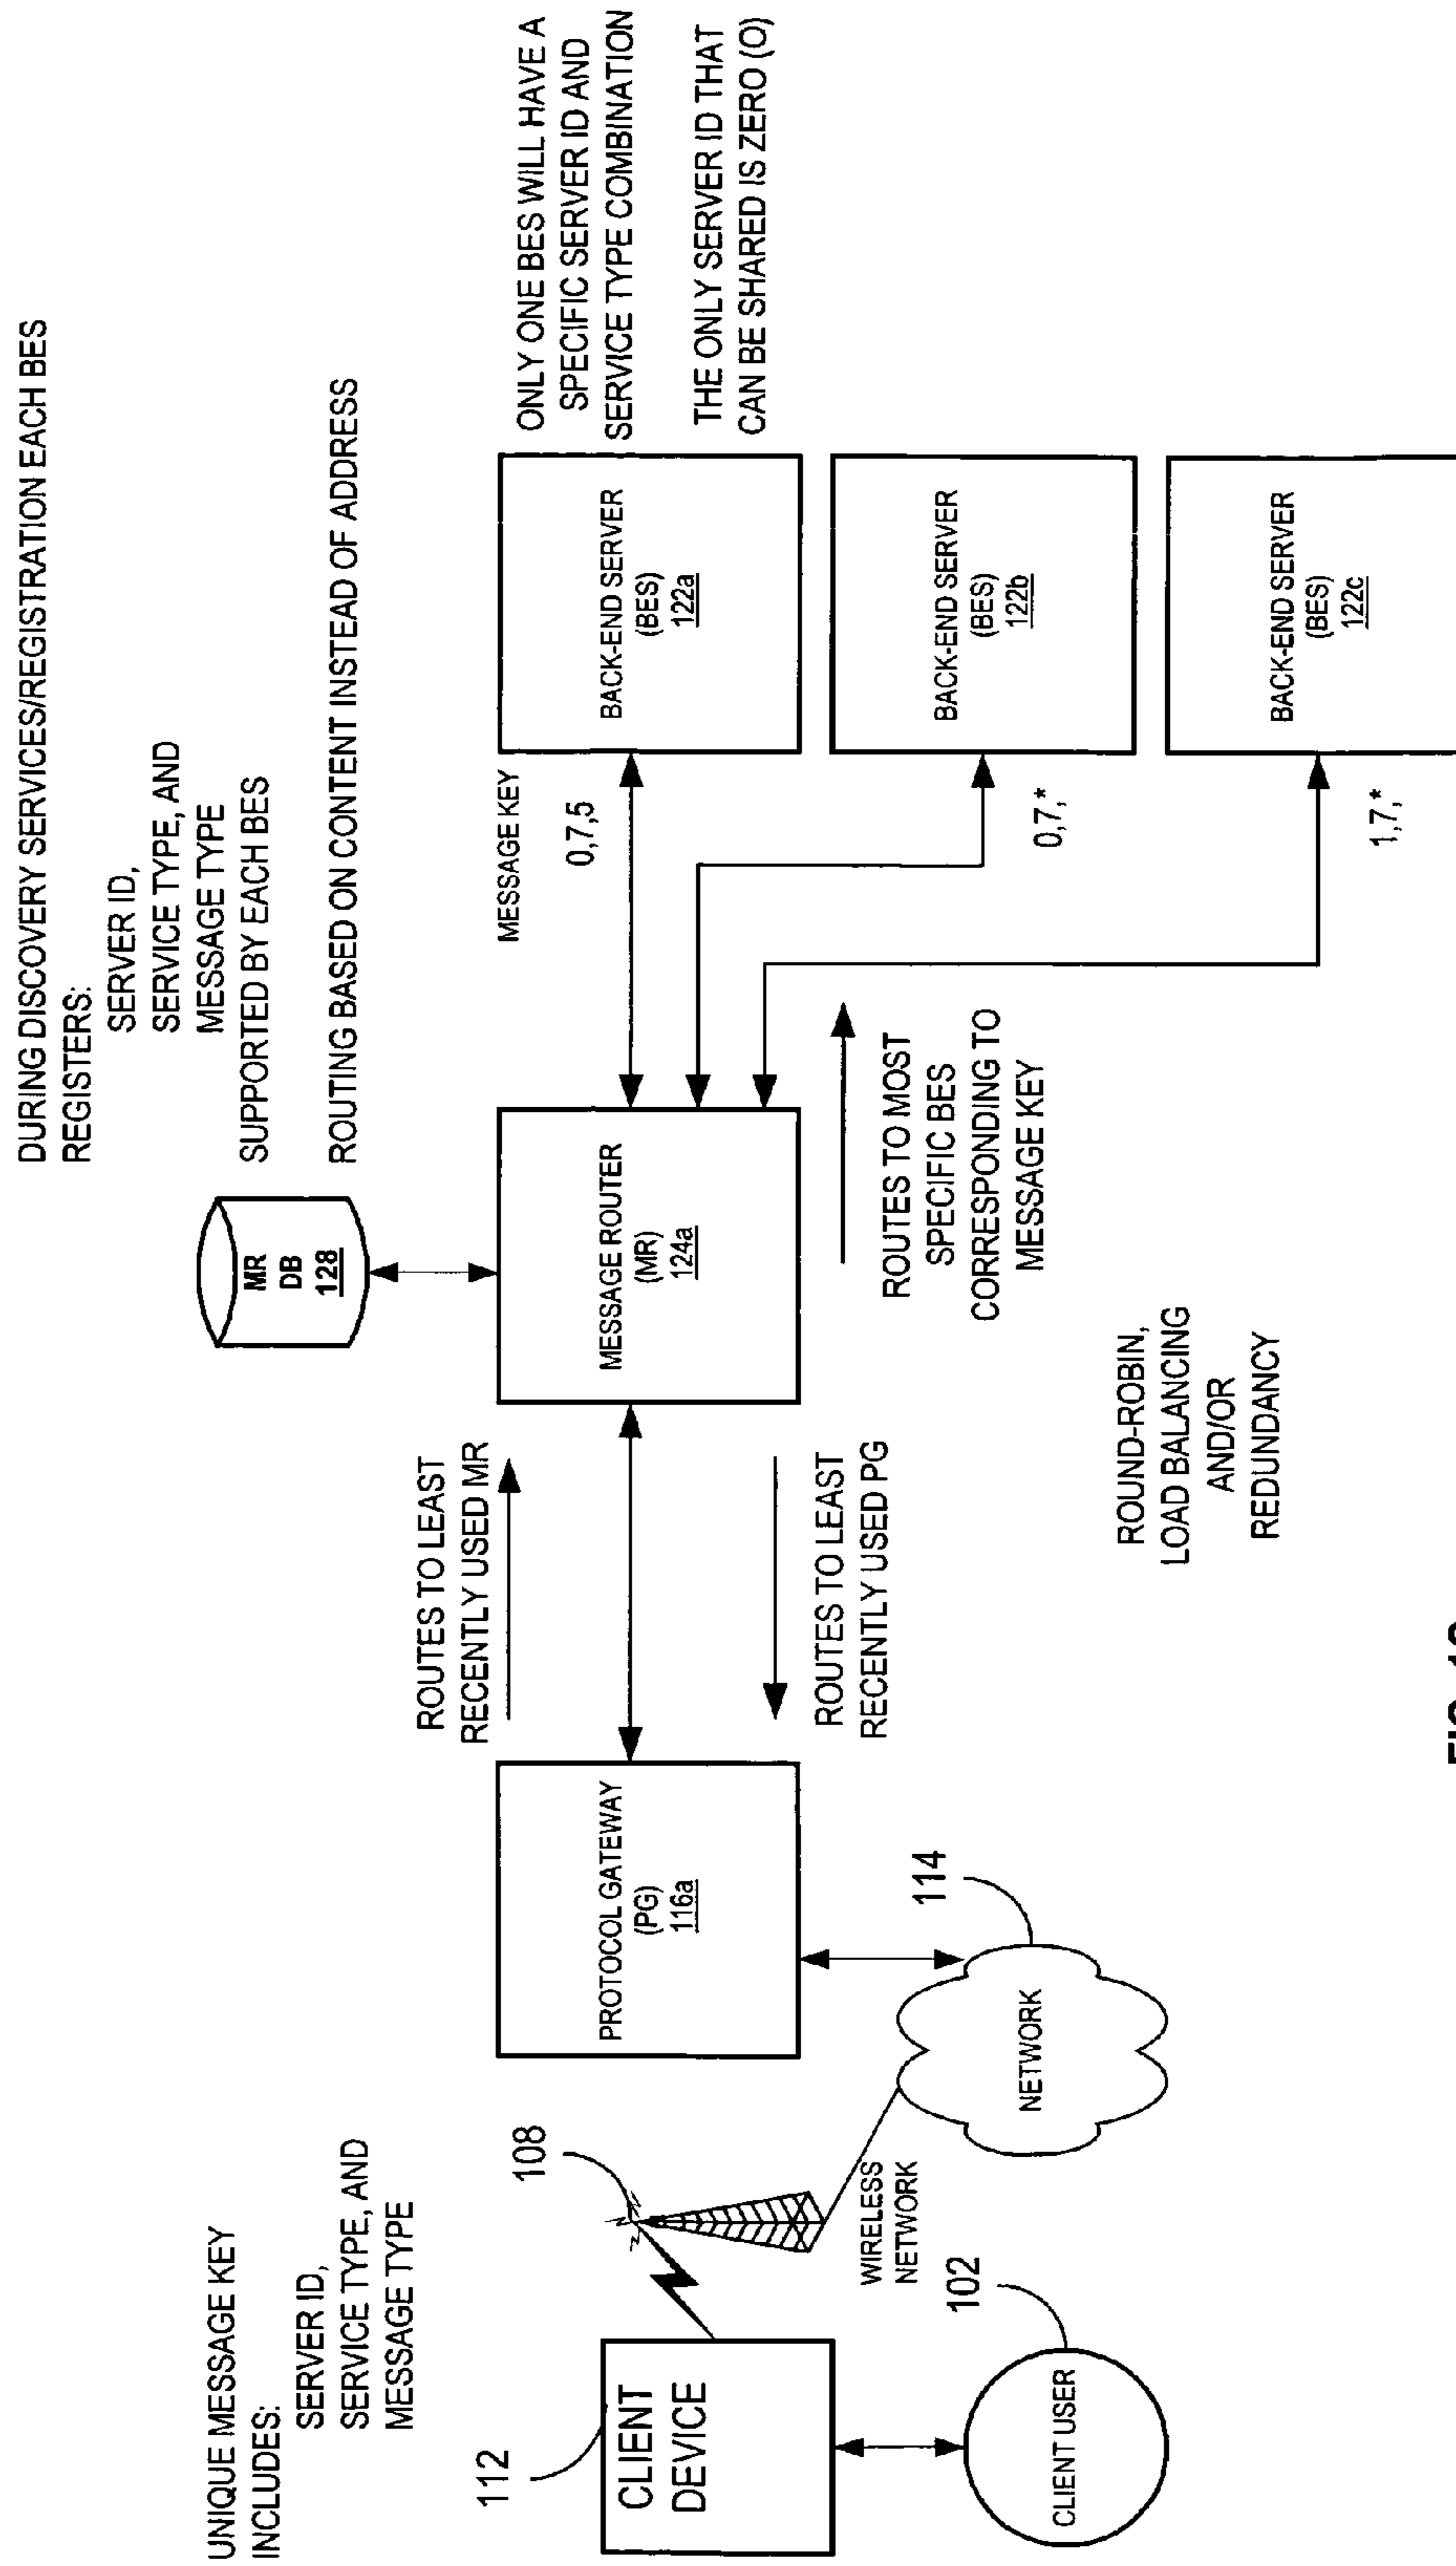 DURING DISCOVERY SERVICES/REGISTRATION EACH BES
REGISTERS:
SERVER ID,
SERVICE TYPE, AND
MESSAGE TYPE
SUPPORTED BY EACH BES
ROUTING BASED ON CONTENT INSTEAD OF ADDRESS
UNIQUE MESSAGE KEY
INCLUDES:
SERVER ID,
SERVICE TYPE, AND
MESSAGE TYPE
MR
DB
128
ROUTES TO LEAST
RECENTLY USED MR
112
CLIENT
DEVICE
108
WIRELESS
NETWORK
102
CLIENT USER
114
NETWORK
PROTOCOL GATEWAY
(PG)
116a
ROUTES TO LEAST
RECENTLY USED PG
MESSAGE ROUTER
(MR)
124a
ROUTES TO MOST
SPECIFIC BES
CORRESPONDING TO
MESSAGE KEY
ROUND-ROBIN,
LOAD BALANCING
AND/OR
REDUNDANCY
MESSAGE KEY
0,7,5
0,7,*
1,7,*
BACK-END SERVER
(BES)
122a
BACK-END SERVER
(BES)
122b
BACK-END SERVER
(BES)
122c
ONLY ONE BES WILL HAVE A
SPECIFIC SERVER ID AND
SERVICE TYPE COMBINATION
THE ONLY SERVER ID THAT
CAN BE SHARED IS ZERO (O)